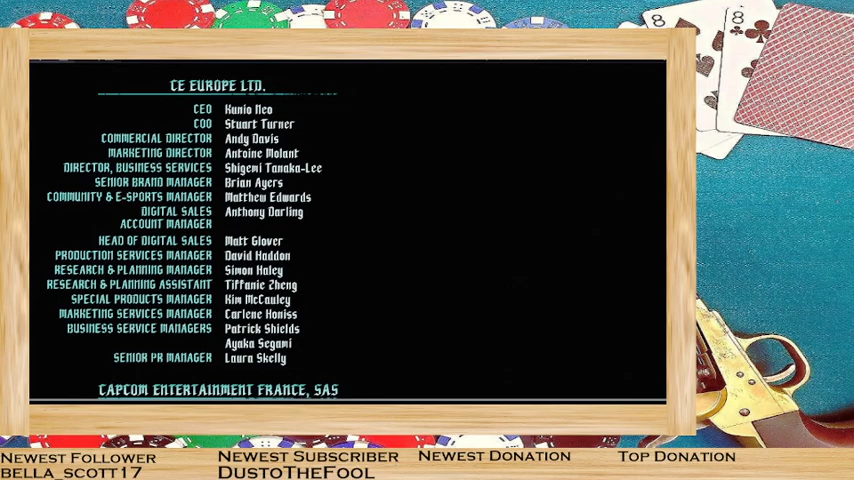 8
8
CE EUROPE LTD.
CEO Kunio Neo
COO Stuart Turner
COMMERCIAL DIRECTOR Andy Davis
MARKETING DIRECTOR Antoine Molant
DIRECTOR, BUSINESS SERVICES Shigemi Tanaka-Lee
SENIOR BRAND MANAGER Brian Ayers
COMMUNITY & E-SPORTS MANAGER Matthew Edwards
DIGITAL SALES Anthony Darling
ACCOUNT MANAGER
HEAD OF DIGITAL SALES Matt Glover
PRODUCTION SERVICES MANAGER David Haddon
RESEARCH & PLANNING MANAGER Simon Haley
RESEARCH & PLANNING ASSISTANT Tiffanie Zheng
SPECIAL PRODUCTS MANAGER Kim McCauley
MARKETING SERVICES MANAGER Carlene Honiss
BUSINESS SERVICE MANAGERS Patrick Shields
Ayaka Segami
SENIOR PR MANAGER Laura Skelly
CAPCOM ENTERTAINMENT FRANCE, SAS
NEWEST FOLLOWER NEWEST SUBSCRIBER NEWEST DONATION TOP DONATION
BELLA_SCOTT17 DUSTOTHEFOOL